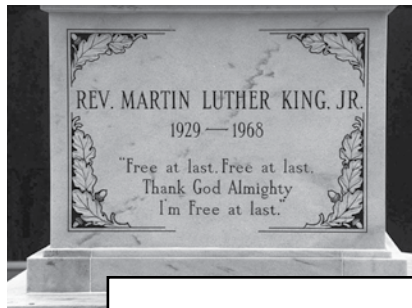 REV. MARTIN LUTHER KING, JR.
1929 — 1968
"Free at last. Free at last.
Thank God Almighty
I'm Free at last."